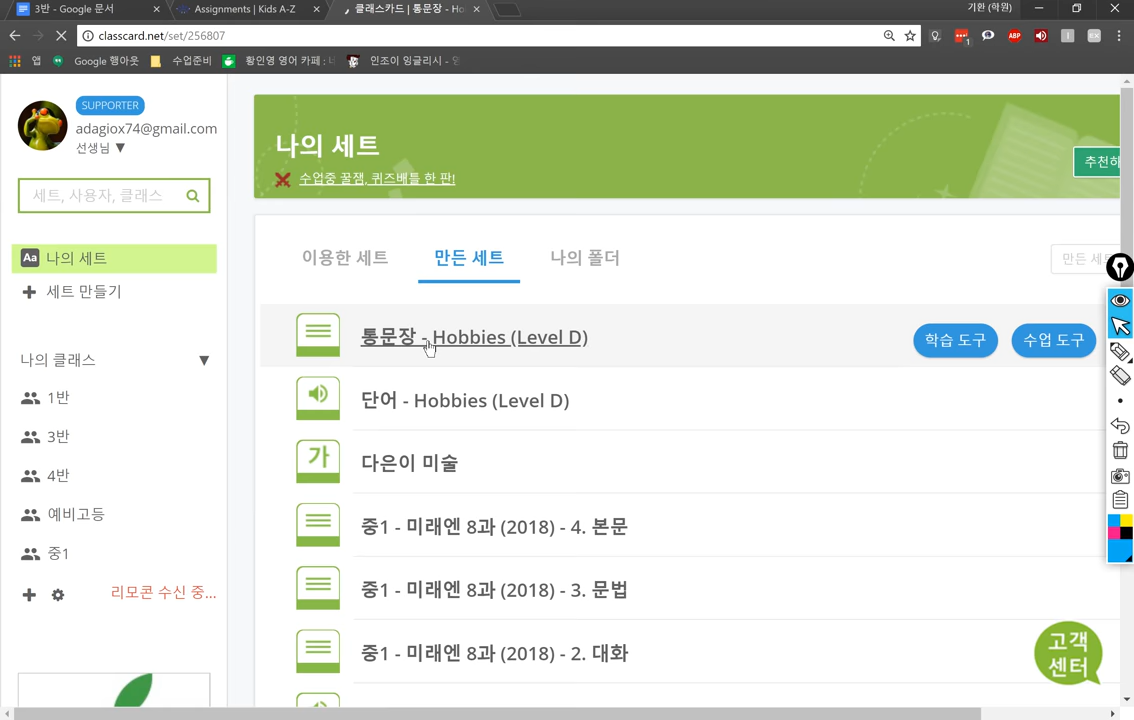 3반 - Google 문서
Assignments | Kids A-Z
클래스카드 | 통문장 - Ho
기환 (학원)
classcard.net/set/256807
앱
Google 행아웃
수업준비
황인영 영어 카페 : 네
인조이 잉글리시 - 영
SUPPORTER
adagiox74@gmail.com
선생님 ▼
세트, 사용자, 클래스
Aa 나의 세트
세트 만들기
나의 클래스 ▼
1반
3반
4반
예비고등
중1
리모콘 수신 중...
나의 세트
수업중 꿀잼, 퀴즈배틀 한 판!
추천하
이용한 세트
만든 세트
나의 폴더
만든 세
통문장 - Hobbies (Level D)
학습 도구
수업 도구
단어 - Hobbies (Level D)
가
다은이 미술
중1 - 미래엔 8과 (2018) - 4. 본문
중1 - 미래엔 8과 (2018) - 3. 문법
중1 - 미래엔 8과 (2018) - 2. 대화
고객
센터
ABP
1